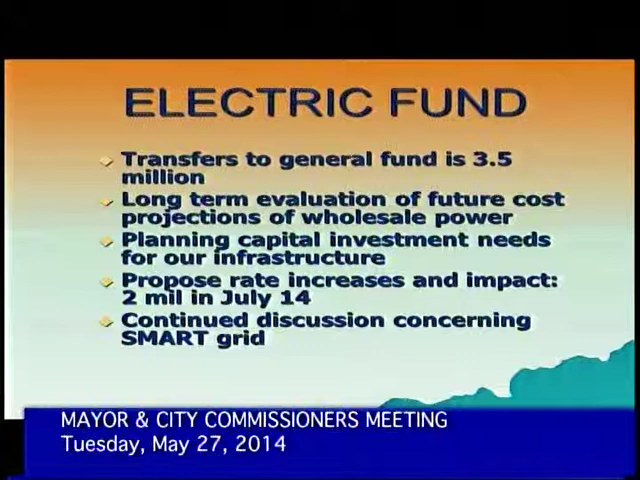 ELECTRIC FUND
Transfers to general fund is 3.5
million
Long term evaluation of future cost
projections of wholesale power
Planning capital investment needs
for our infrastructure
Propose rate increases and impact:
2 mil in July 14
Continued discussion concerning
SMART grid
MAYOR & CITY COMMISSIONERS MEETING
Tuesday, May 27, 2014